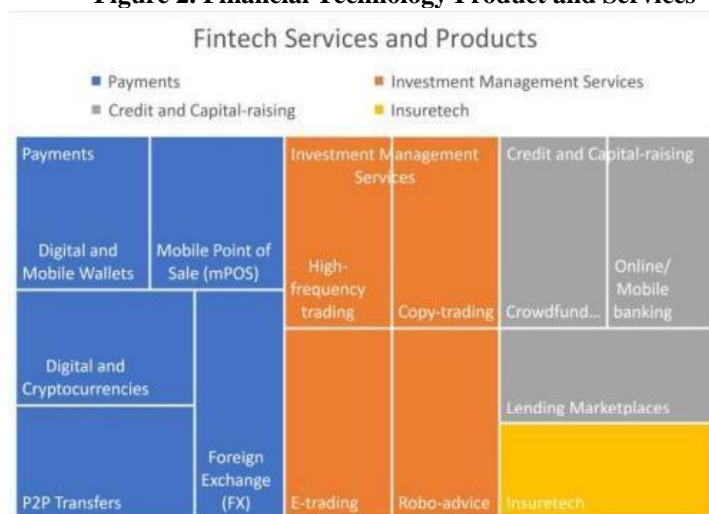 Figure 2. Financial Technology Product and Services
Fintech Services and Products
Payments
Investment Management Services
Credit and Capital-raising
Insuretech
Payments
Digital and
Mobile Wallets
Mobile Point of
Sale (mPOS)
Digital and
Cryptocurrencies
P2P Transfers
Foreign
Exchange
(FX)
Investment Management
Services
High-
frequency
trading
Copy-trading
E-trading
Robo-advice
Credit and Capital-raising
Crowdfund...
Online/
Mobile
banking
Lending Marketplaces
Insuretech